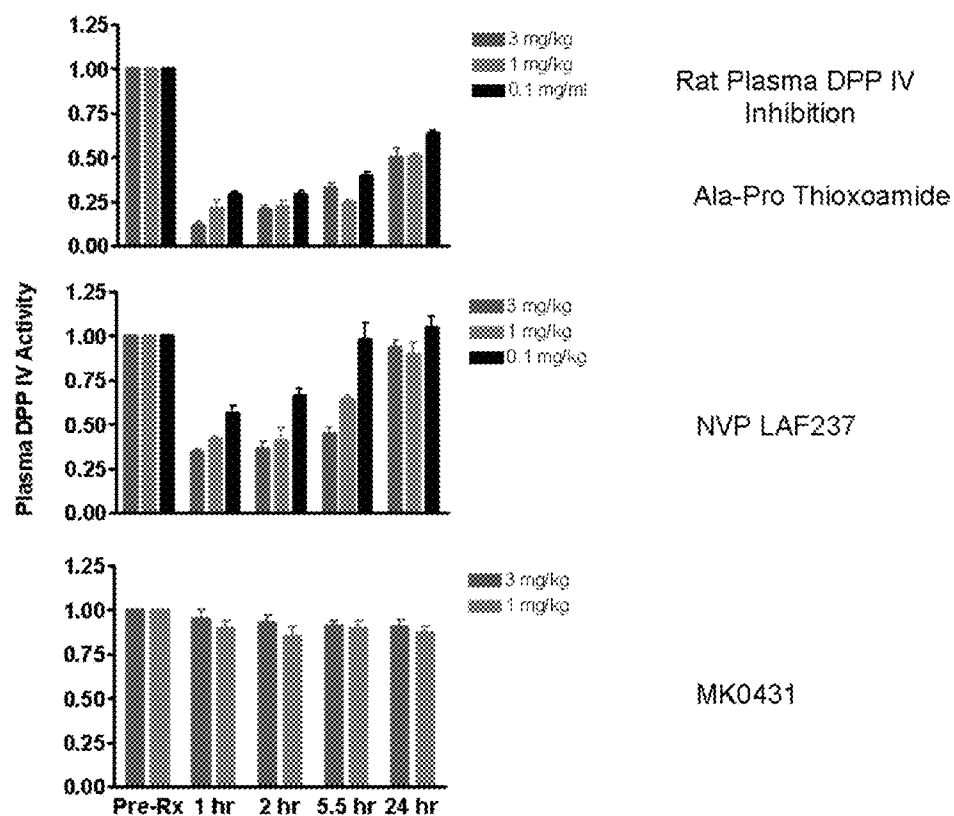 1.25
1.00
0.75
0.50
0.25
0.00
3 mg/kg
1 mg/kg
0.1 mg/ml
Rat Plasma DPP IV
Inhibition
Ala-Pro Thioxoamide
Plasma DPP IV Activity
1.25
1.00
0.75
0.50
0.25
0.00
3 mg/kg
1 mg/kg
0.1 mg/kg
NVP LAF237
1.25
1.00
0.75
0.50
0.25
0.00
3 mg/kg
1 mg/kg
MK0431
Pre-Rx 1 hr 2 hr 5.5 hr 24 hr